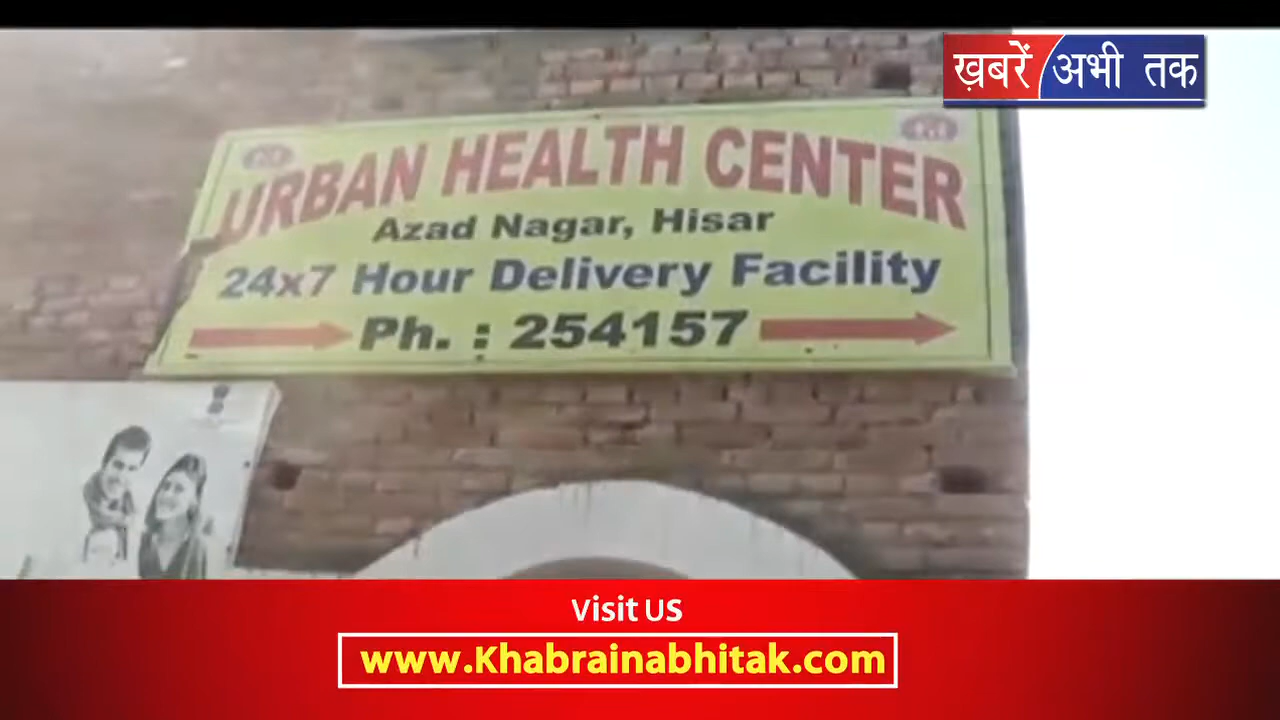 ख़बरें अभी तक
URBAN HEALTH CENTER
Azad Nagar, Hisar
24x7 Hour Delivery Facility
Ph. : 254157
Visit US
www.Khabrainabhitak.com